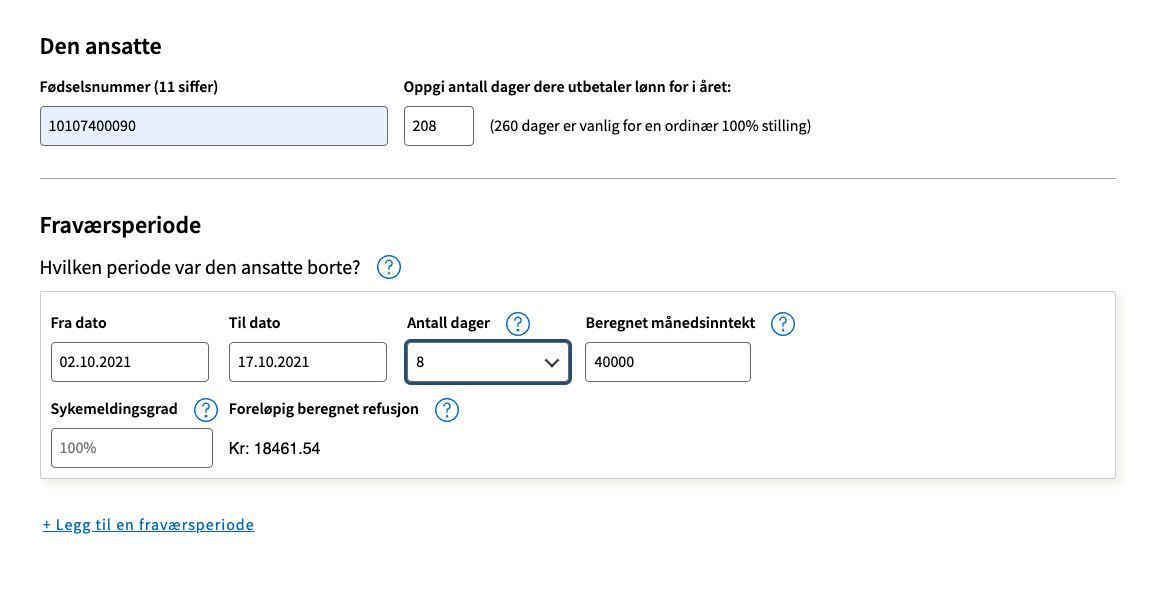 Den ansatte
Fødselsnummer (11 siffer) Oppgi antall dager dere utbetaler lønn for i året:
10107400090 208 (260 dager er vanlig for en ordinær 100% stilling)
Fraværsperiode
Hvilken periode var den ansatte borte? ?
Fra dato Til dato Antall dager ? Beregnet månedsinntekt ?
02.10.2021 17.10.2021 8 40000
Sykemeldingsgrad ? Foreløpig beregnet refusjon ?
100% Kr: 18461.54
+ Legg til en fraværsperiode